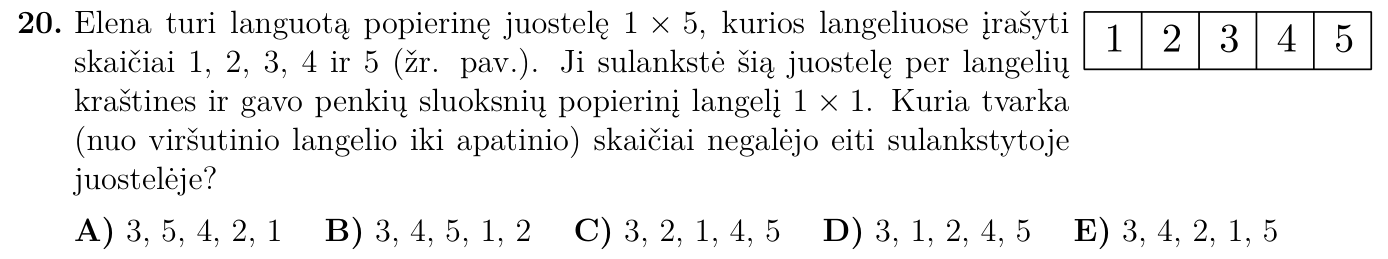 20. Elena turi languotą popierinę juostelę 1 × 5, kurios langeliuose įrašyti
skaičiai 1, 2, 3, 4 ir 5 (žr. pav.). Ji sulankstė šią juostelę per langelių
kraštines ir gavo penkių sluoksnių popierinį langelį 1 × 1. Kuria tvarka
(nuo viršutinio langelio iki apatinio) skaičiai negalėjo eiti sulankstytoje
juostelėje?
A) 3, 5, 4, 2, 1 B) 3, 4, 5, 1, 2 C) 3, 2, 1, 4, 5 D) 3, 1, 2, 4, 5 E) 3, 4, 2, 1, 5
1 2 3 4 5